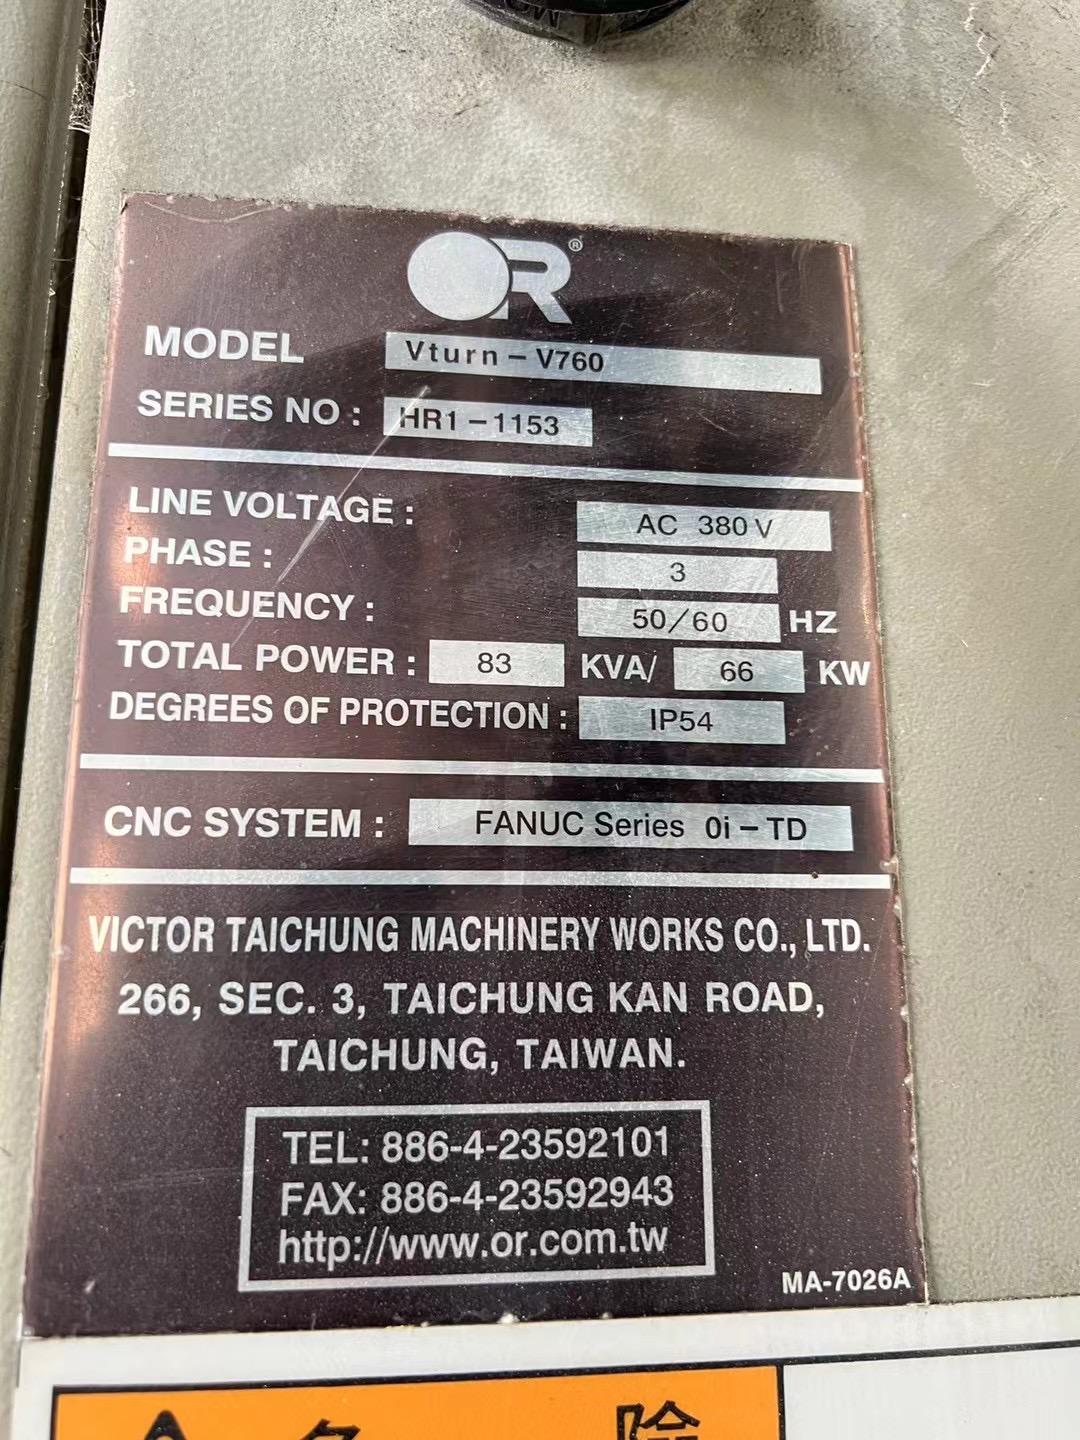 OR®
MODEL Vturn-V760
SERIES NO: HR1-1153
LINE VOLTAGE: AC 380 V
PHASE: 3
FREQUENCY: 50/60 HZ
TOTAL POWER: 83 KVA/ 66 KW
DEGREES OF PROTECTION: IP54
CNC SYSTEM: FANUC Series 0i-TD
VICTOR TAICHUNG MACHINERY WORKS CO., LTD.
266, SEC. 3, TAICHUNG KAN ROAD,
TAICHUNG, TAIWAN.
TEL: 886-4-23592101
FAX: 886-4-23592943
http://www.or.com.tw
MA-7026A